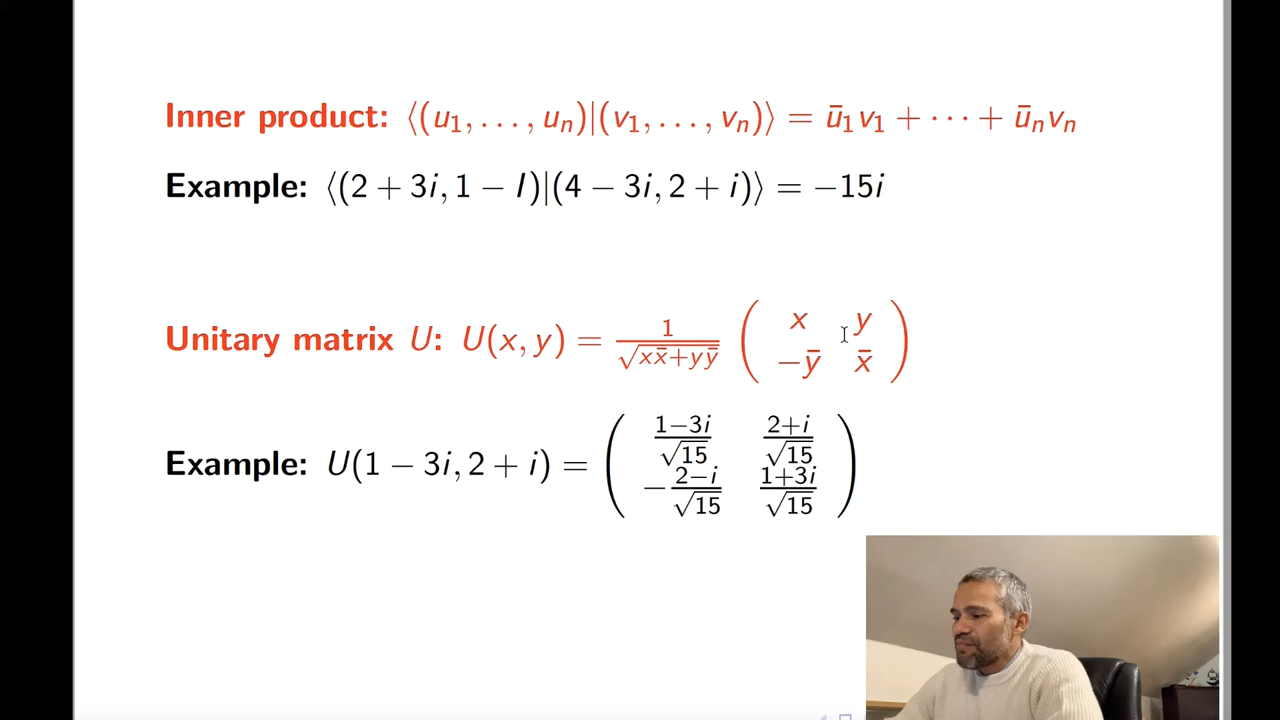 Inner product: ⟨(u₁, . . . , uₙ)|(v₁, . . . , vₙ)⟩ = ū₁v₁ + · · · + ūₙvₙ
Example: ⟨(2 + 3i, 1 − I)|(4 − 3i, 2 + i)⟩ = −15i
Unitary matrix U: U(x, y) = 1/√(xx̄+yȳ) ( x y ; −ȳ x̄ )
Example: U(1 − 3i, 2 + i) = ( (1−3i)/√15 (2+i)/√15 ; −(2−i)/√15 (1+3i)/√15 )